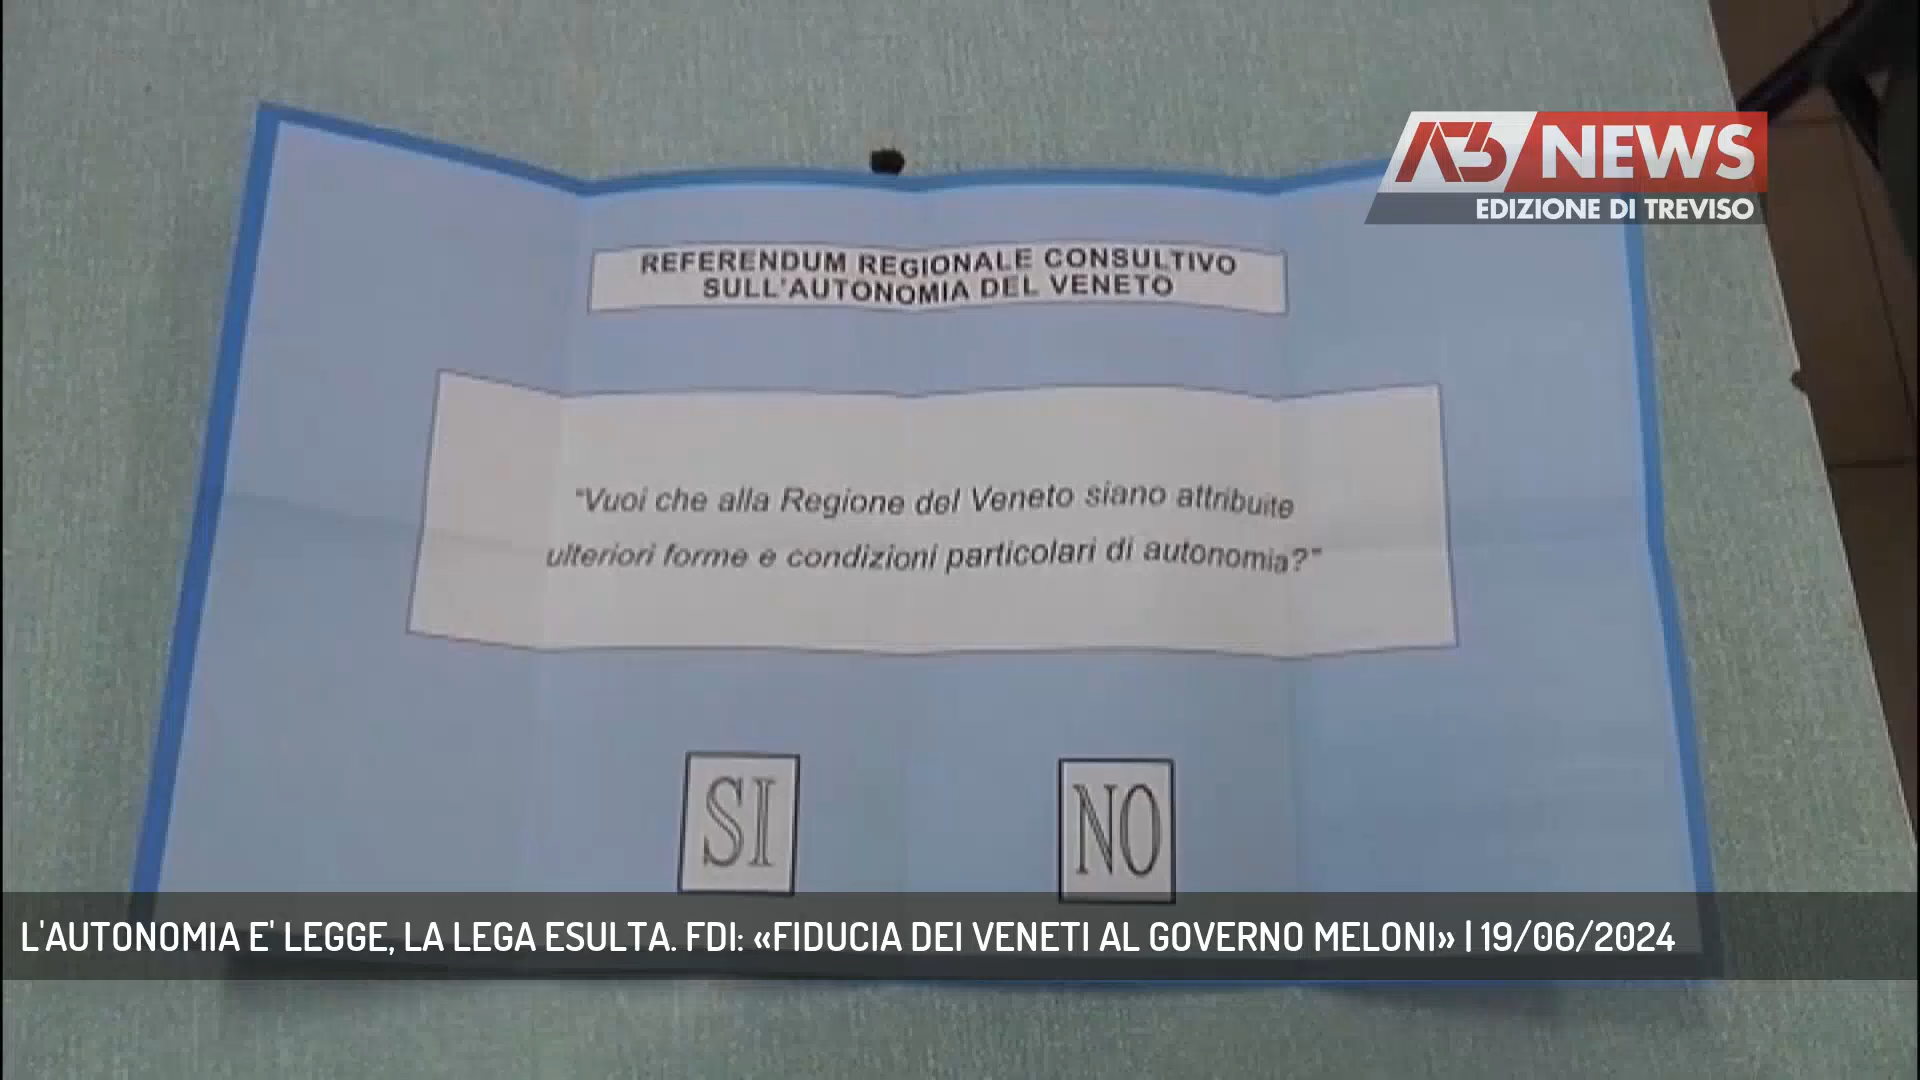 A3 NEWS
EDIZIONE DI TREVISO
REFERENDUM REGIONALE CONSULTIVO
SULL'AUTONOMIA DEL VENETO
"Vuoi che alla Regione del Veneto siano attribuite
ulteriori forme e condizioni particolari di autonomia?"
SI NO
L'AUTONOMIA E' LEGGE, LA LEGA ESULTA. FDI: «FIDUCIA DEI VENETI AL GOVERNO MELONI» | 19/06/2024